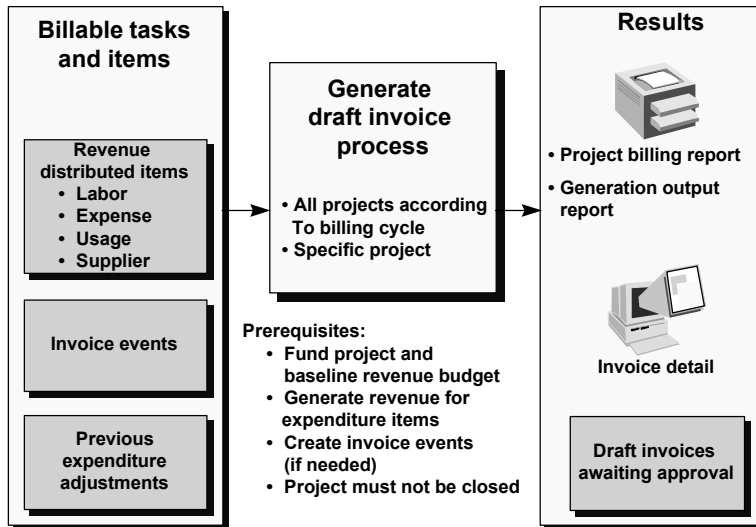 Billable tasks
and items
Revenue
distributed items
• Labor
• Expense
• Usage
• Supplier
Invoice events
Previous
expenditure
adjustments
Generate
draft invoice
process
• All projects according
To billing cycle
• Specific project
Prerequisites:
• Fund project and
baseline revenue budget
• Generate revenue for
expenditure items
• Create invoice events
(if needed)
• Project must not be closed
Results
• Project billing report
• Generation output
report
Invoice detail
Draft invoices
awaiting approval